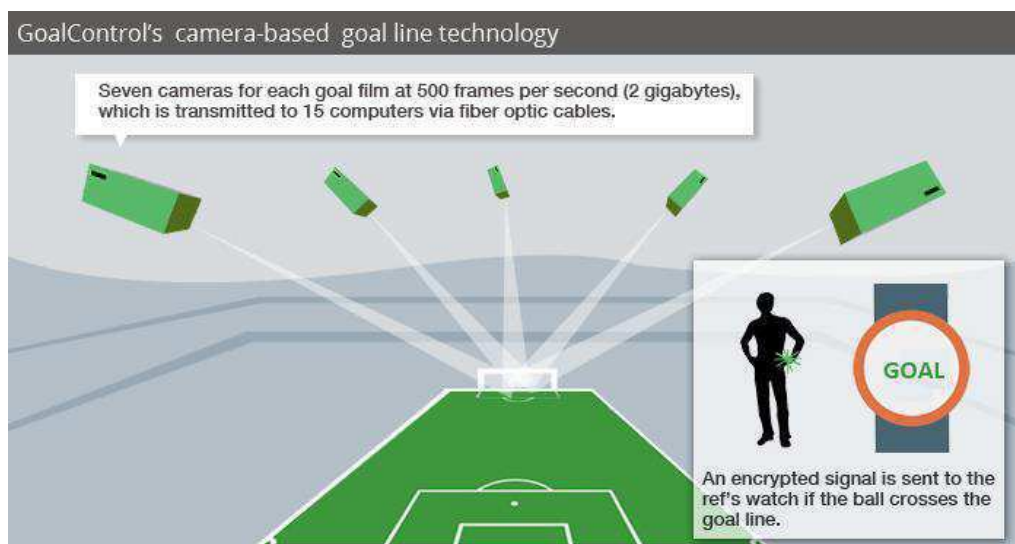 GoalControl's camera-based goal line technology
Seven cameras for each goal film at 500 frames per second (2 gigabytes),
which is transmitted to 15 computers via fiber optic cables.
GOAL
An encrypted signal is sent to the
ref's watch if the ball crosses the
goal line.